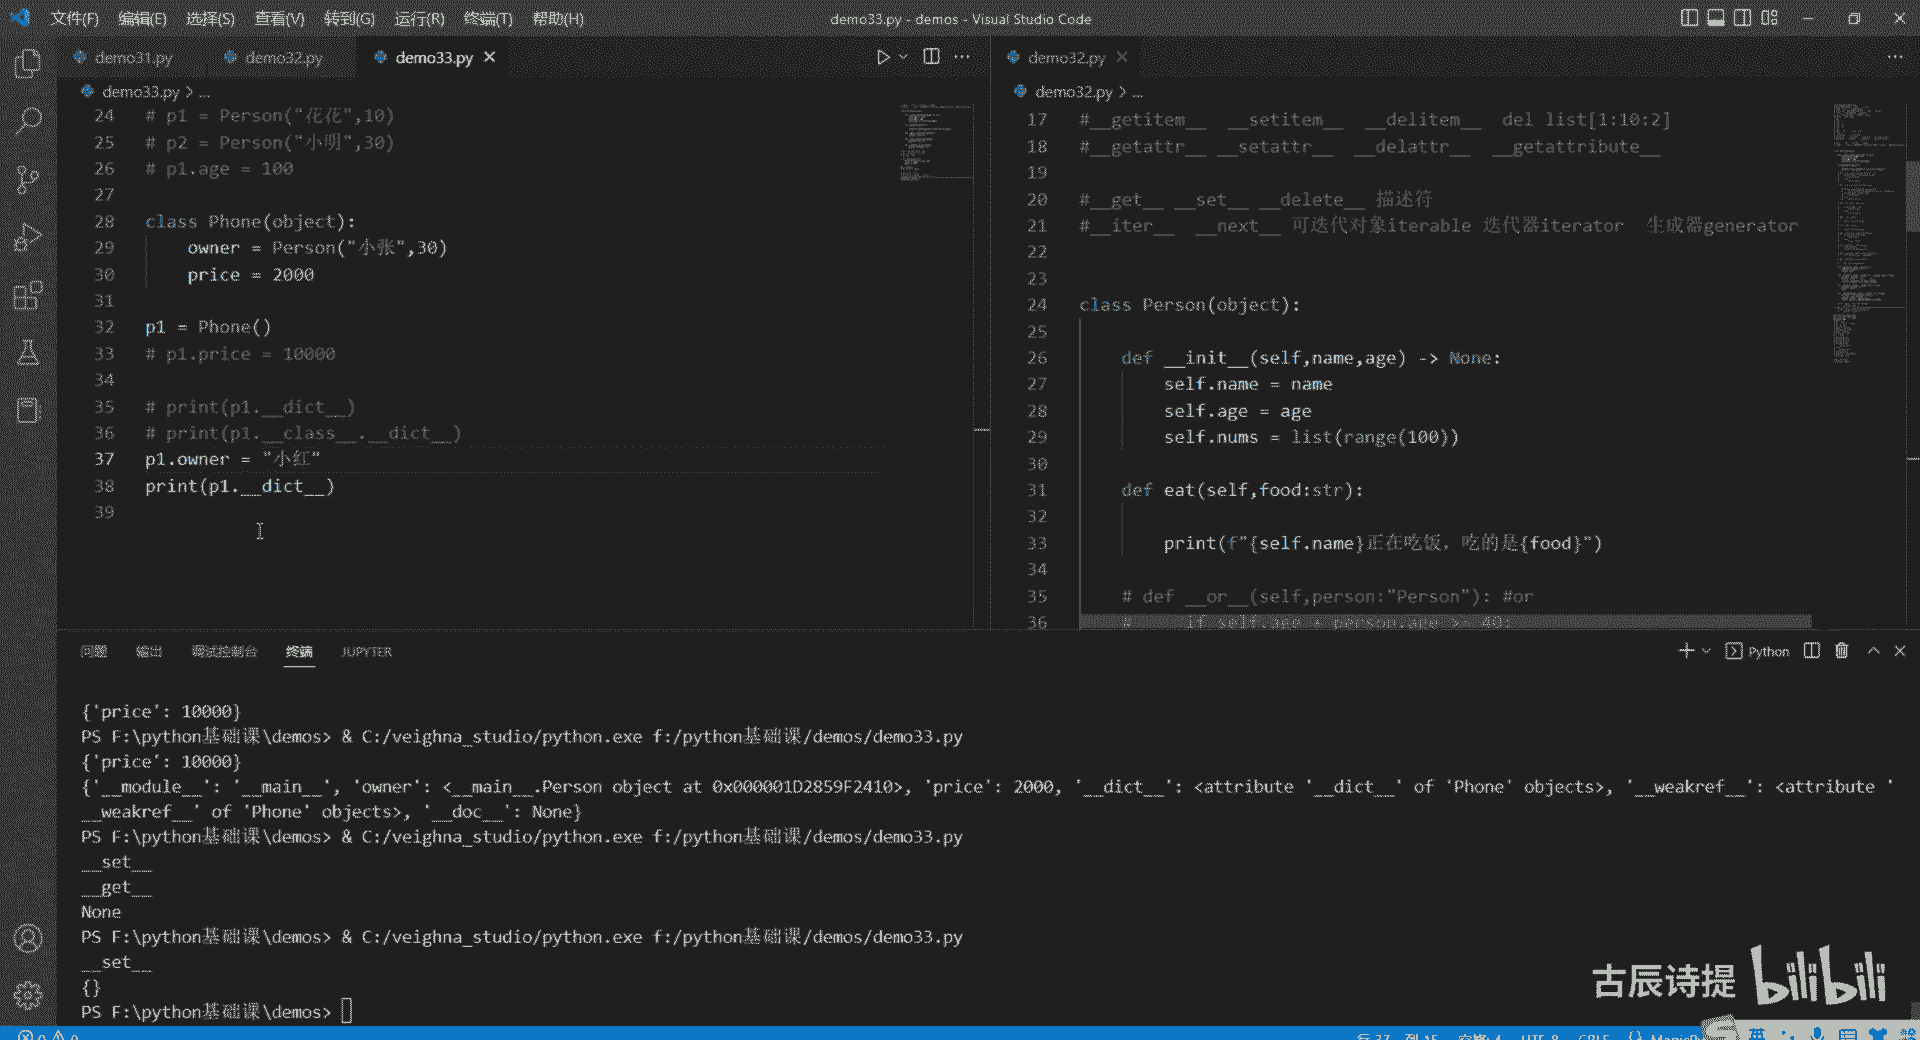 文件(F) 编辑(E) 选择(S) 查看(V) 转到(G) 运行(R) 终端(T) 帮助(H) demo33.py - demos - Visual Studio Code
demo31.py demo32.py demo33.py
demo33.py > ...
24 # p1 = Person("花花",10)
25 # p2 = Person("小明",30)
26 # p1.age = 100
27
28 class Phone(object):
29 owner = Person("小张",30)
30 price = 2000
31
32 p1 = Phone()
33 # p1.price = 10000
34
35 # print(p1.__dict__)
36 # print(p1.__class__.__dict__)
37 p1.owner = "小红"
38 print(p1.__dict__)
39
demo32.py
demo32.py > ...
17 #__getitem__ __setitem__ __delitem__ del list[1:10:2]
18 #__getattr__ __setattr__ __delattr__ __getattribute__
19
20 #__get__ __set__ __delete__ 描述符
21 #__iter__ __next__ 可迭代对象iterable 迭代器iterator 生成器generator
22
23
24 class Person(object):
25
26 def __init__(self,name,age) -> None:
27 self.name = name
28 self.age = age
29 self.nums = list(range(100))
30
31 def eat(self,food:str):
32
33 print(f"{self.name}正在吃饭，吃的是{food}")
34
35 # def __or__(self,person:"Person"): #or
36 # if self.age + person.age >= 40:
问题 输出 调试控制台 终端 JUPYTER
Python
{'price': 10000}
PS F:\python基础课\demos> & C:/veighna_studio/python.exe f:/python基础课/demos/demo33.py
{'price': 10000}
{'__module__': '__main__', 'owner': <__main__.Person object at 0x000001D2859F2410>, 'price': 2000, '__dict__': <attribute '__dict__' of 'Phone' objects>, '__weakref__': <attribute '
__weakref__' of 'Phone' objects>, '__doc__': None}
PS F:\python基础课\demos> & C:/veighna_studio/python.exe f:/python基础课/demos/demo33.py
__set__
__get__
None
PS F:\python基础课\demos> & C:/veighna_studio/python.exe f:/python基础课/demos/demo33.py
__set__
{}
PS F:\python基础课\demos>
古辰诗提 bilibili
行 37, 列 15 空格: 4 UTF-8 CRLF
英